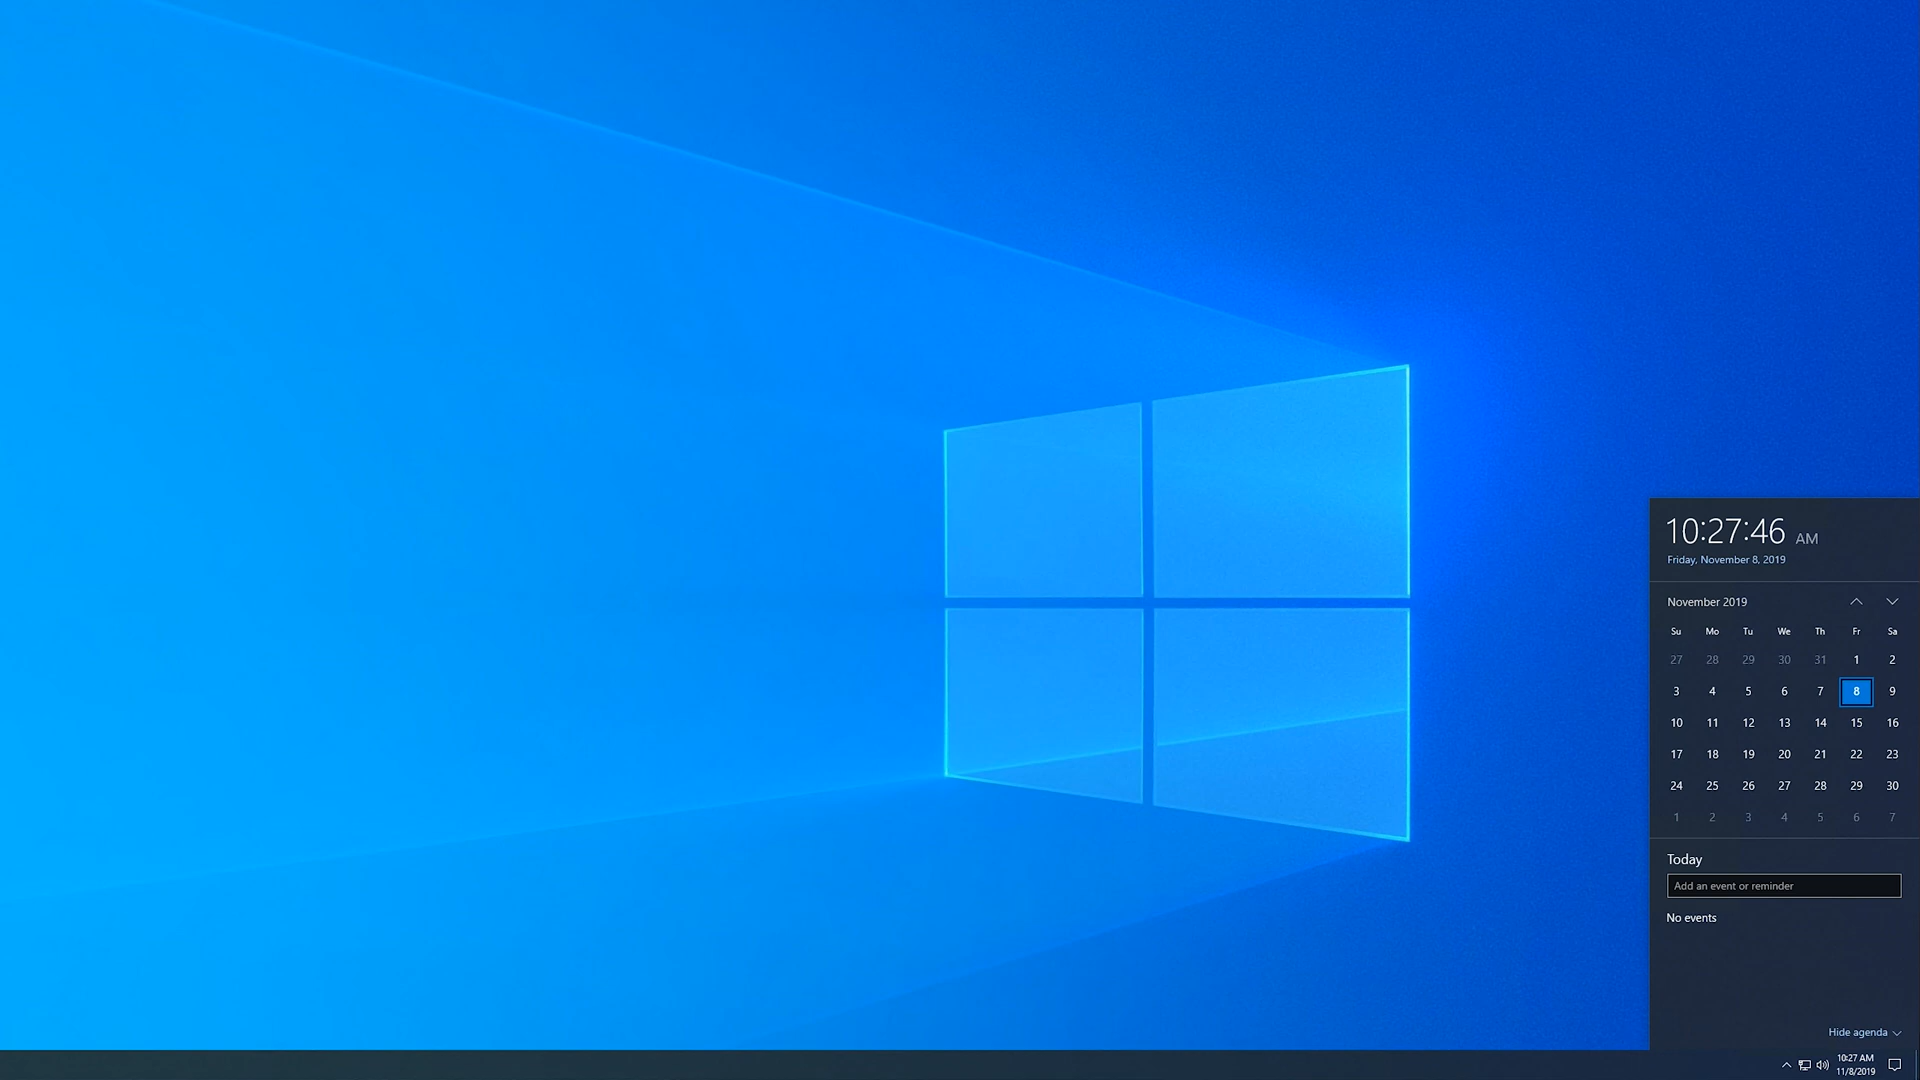 10:27:46 AM
Friday, November 8, 2019
November 2019
Su Mo Tu We Th Fr Sa
27 28 29 30 31 1 2
3 4 5 6 7 8 9
10 11 12 13 14 15 16
17 18 19 20 21 22 23
24 25 26 27 28 29 30
1 2 3 4 5 6 7
Today
Add an event or reminder
No events
Hide agenda
10:27 AM
11/8/2019